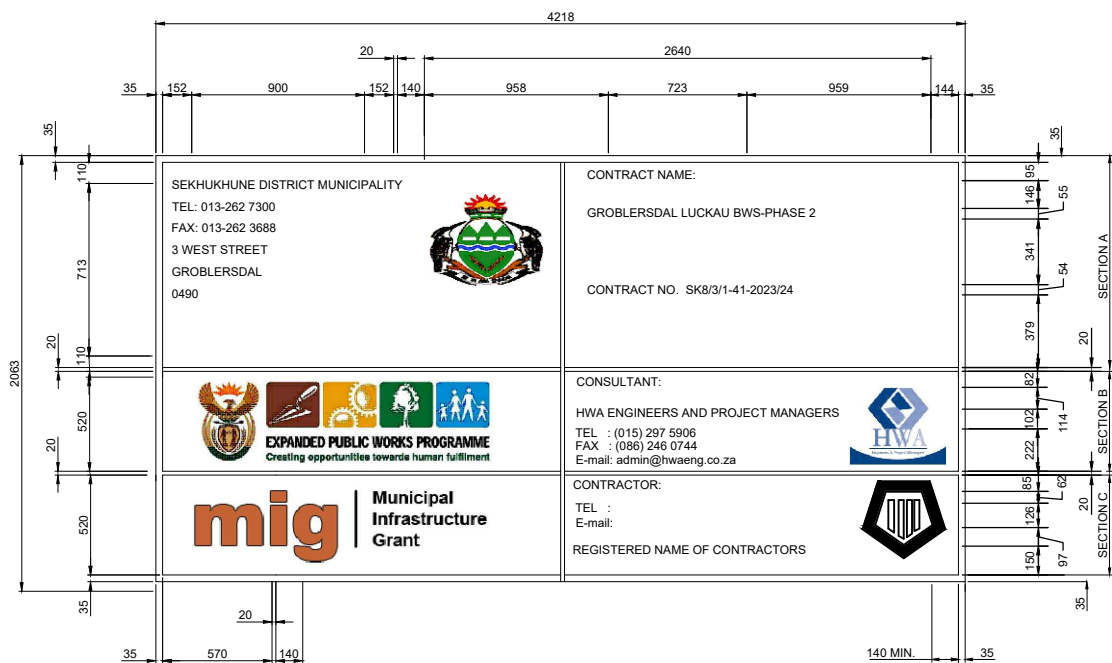 4218
20
2640
35 152 900 152 140 958 723 959 144 35
35
110
713
110
20
2063
520
20
520
35
SEKHUKHUNE DISTRICT MUNICIPALITY
TEL: 013-262 7300
FAX: 013-262 3688
3 WEST STREET
GROBLERSDAL
0490
CONTRACT NAME:
GROBLERSDAL LUCKAU BWS-PHASE 2
CONTRACT NO. SK8/3/1-41-2023/24
EXPANDED PUBLIC WORKS PROGRAMME
Creating opportunities towards human fulfilment
CONSULTANT:
HWA ENGINEERS AND PROJECT MANAGERS
TEL : (015) 297 5906
FAX : (086) 246 0744
E-mail: admin@hwaeng.co.za
HWA
Engineers & Project Managers
mig
Municipal
Infrastructure
Grant
CONTRACTOR:
TEL :
E-mail:
REGISTERED NAME OF CONTRACTORS
35
95
146
55
341
54
379
20
SECTION A
82
114
102
222
SECTION B
20
85
62
126
97
150
SECTION C
35
20
35 570 140
140 MIN. 35